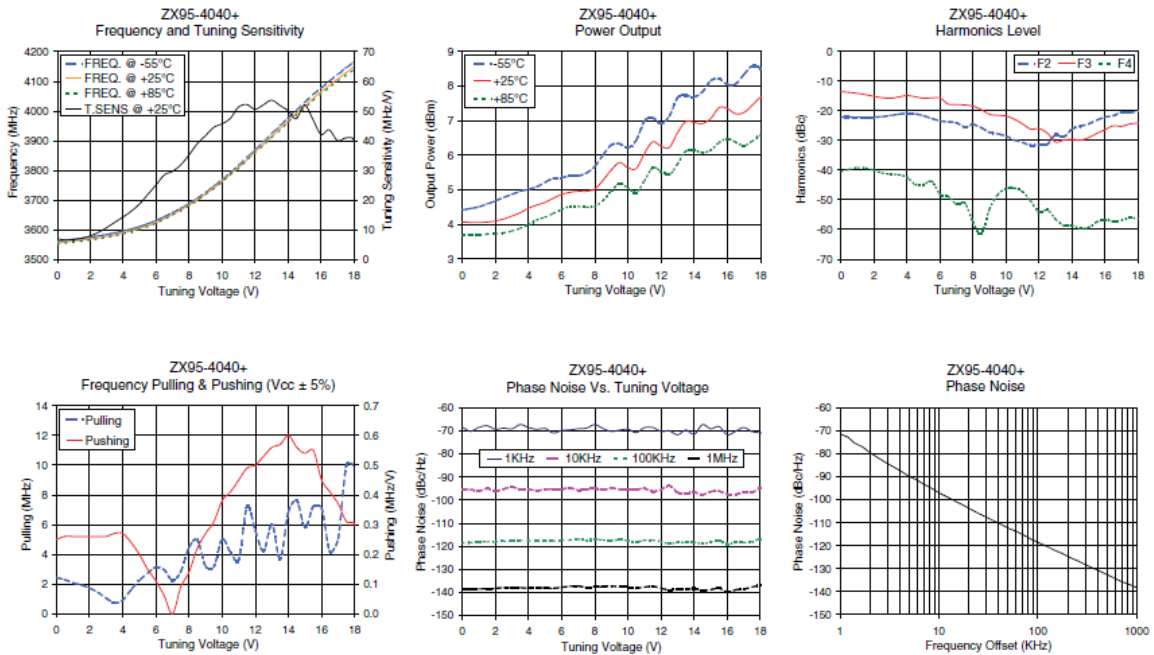 ZX95-4040+
Frequency and Tuning Sensitivity
4200
4100
4000
3900
3800
3700
3600
3500
Frequency (MHz)
70
60
50
40
30
20
10
0
Tuning Sensitivity (MHz/V)
FREQ. @ -55°C
FREQ. @ +25°C
FREQ. @ +85°C
T.SENS @ +25°C
0 2 4 6 8 10 12 14 16 18
Tuning Voltage (V)
ZX95-4040+
Power Output
9
8
7
6
5
4
3
Output Power (dBm)
-55°C
+25°C
+85°C
0 2 4 6 8 10 12 14 16 18
Tuning Voltage (V)
ZX95-4040+
Harmonics Level
0
-10
-20
-30
-40
-50
-60
-70
Harmonics (dBc)
F2 F3 F4
0 2 4 6 8 10 12 14 16 18
Tuning Voltage (V)
ZX95-4040+
Frequency Pulling & Pushing (Vcc ± 5%)
14
12
10
8
6
4
2
0
Pulling (MHz)
0.7
0.6
0.5
0.4
0.3
0.2
0.1
0.0
Pushing (MHz/V)
Pulling
Pushing
0 2 4 6 8 10 12 14 16 18
Tuning Voltage (V)
ZX95-4040+
Phase Noise Vs. Tuning Voltage
-60
-70
-80
-90
-100
-110
-120
-130
-140
-150
Phase Noise (dBc/Hz)
1KHz 10KHz 100KHz 1MHz
0 2 4 6 8 10 12 14 16 18
Tuning Voltage (V)
ZX95-4040+
Phase Noise
-60
-70
-80
-90
-100
-110
-120
-130
-140
-150
Phase Noise (dBc/Hz)
1 10 100 1000
Frequency Offset (KHz)